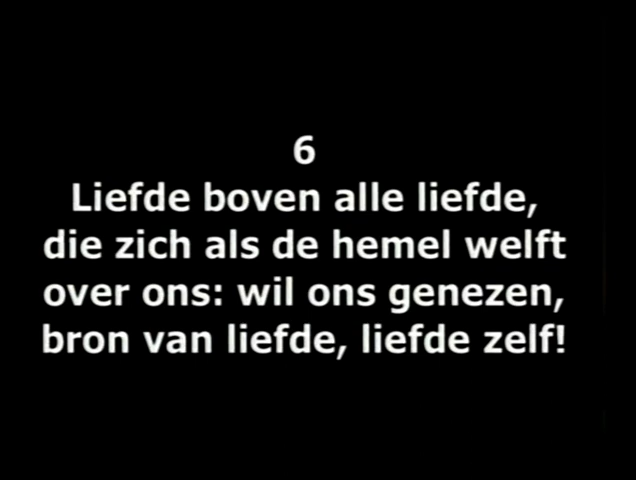 6
Liefde boven alle liefde,
die zich als de hemel welft
over ons: wil ons genezen,
bron van liefde, liefde zelf!